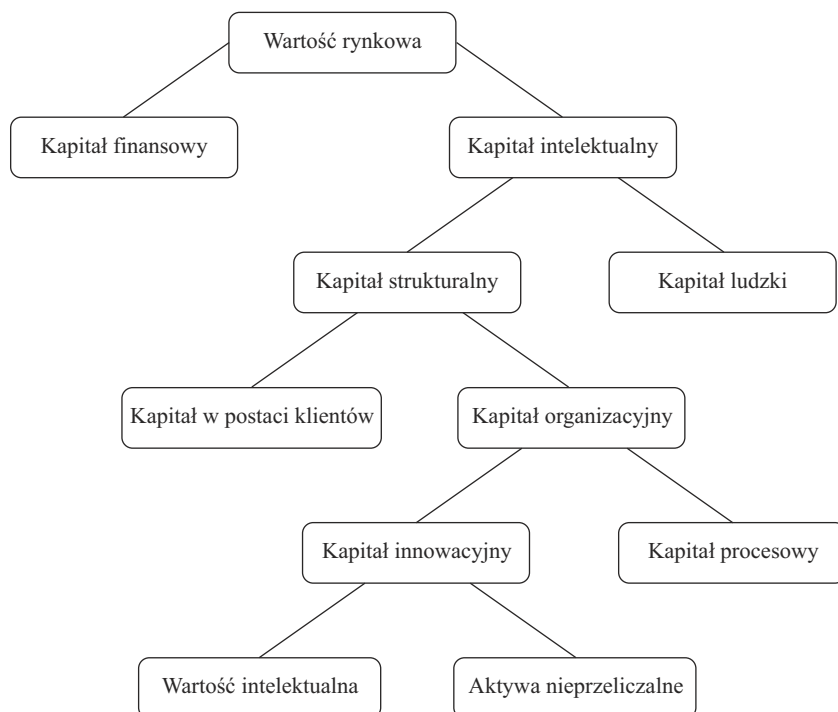 Wartość rynkowa
Kapitał finansowy
Kapitał intelektualny
Kapitał strukturalny
Kapitał ludzki
Kapitał w postaci klientów
Kapitał organizacyjny
Kapitał innowacyjny
Kapitał procesowy
Wartość intelektualna
Aktywa nieprzeliczalne